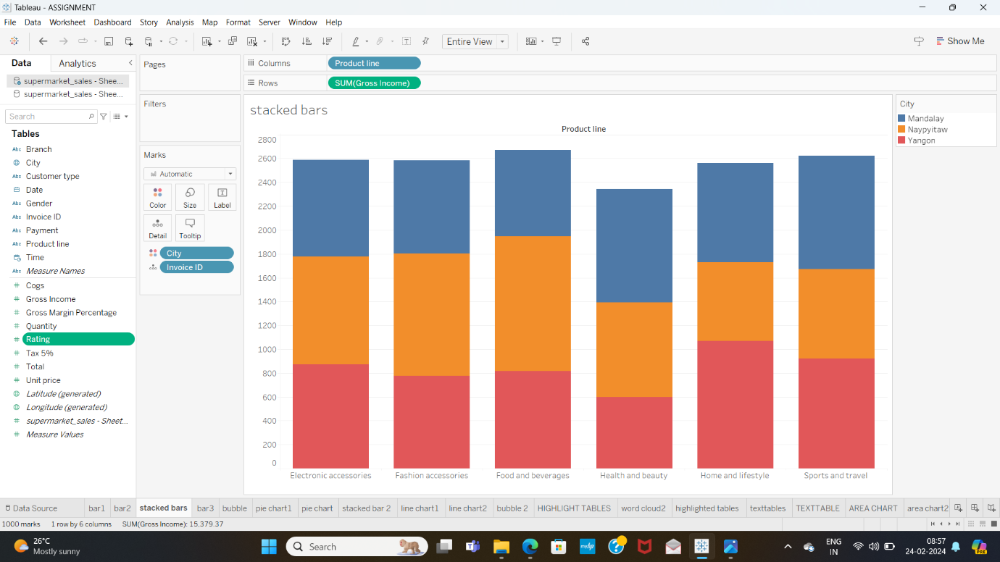 Tableau - ASSIGNMENT
File Data Worksheet Dashboard Story Analysis Map Format Server Window Help
Entire View
Show Me
Data Analytics
supermarket_sales - Shee...
supermarket_sales - Shee...
Search
Tables
Abc Branch
City
Abc Customer type
Date
Abc Gender
Abc Invoice ID
Abc Payment
Abc Product line
Time
Abc Measure Names
# Cogs
# Gross Income
# Gross Margin Percentage
# Quantity
# Rating
# Tax 5%
# Total
# Unit price
Latitude (generated)
Longitude (generated)
# supermarket_sales - Sheet...
# Measure Values
Pages
Filters
Marks
Automatic
Color Size Label
Detail Tooltip
City
Invoice ID
Columns Product line
Rows SUM(Gross Income)
stacked bars
Product line
2800
2600
2400
2200
2000
1800
1600
1400
1200
1000
800
600
400
200
0
Electronic accessories Fashion accessories Food and beverages Health and beauty Home and lifestyle Sports and travel
City
Mandalay
Naypyitaw
Yangon
Data Source bar1 bar2 stacked bars bar3 bubble pie chart1 pie chart stacked bar 2 line chart1 line chart2 bubble 2 HIGHLIGHT TABLES word cloud2 highlighted tables texttables TEXTTABLE AREA CHART area chart2
1000 marks 1 row by 6 columns SUM(Gross Income): 15,379.37
26°C
Mostly sunny
Search
myhp
ENG
IN
08:57
24-02-2024
PRE